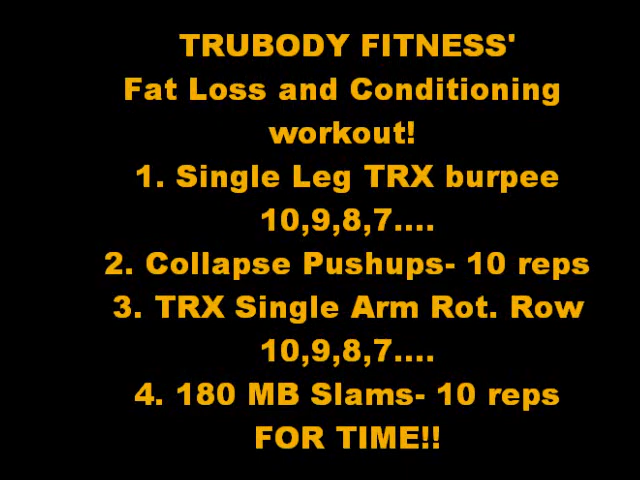 TRUBODY FITNESS'
Fat Loss and Conditioning
workout!
1. Single Leg TRX burpee
10,9,8,7....
2. Collapse Pushups- 10 reps
3. TRX Single Arm Rot. Row
10,9,8,7....
4. 180 MB Slams- 10 reps
FOR TIME!!